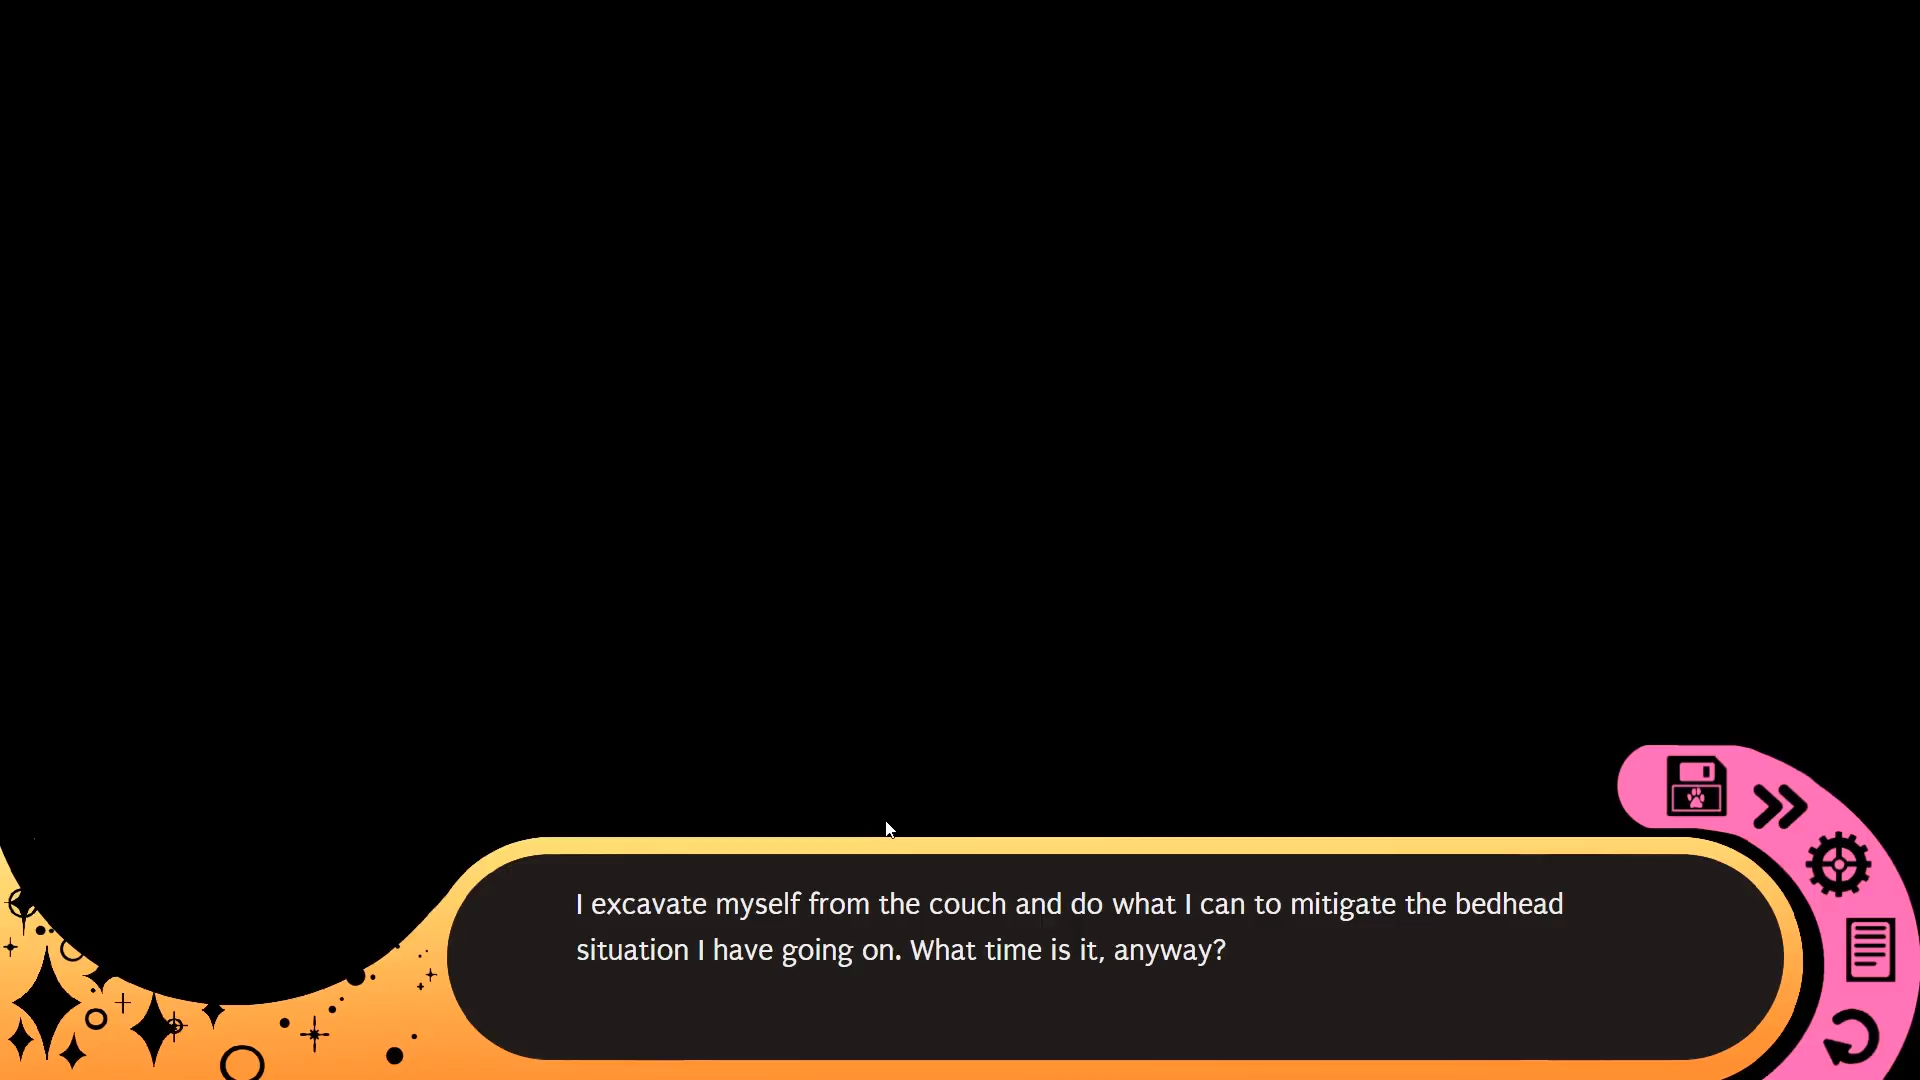 I excavate myself from the couch and do what I can to mitigate the bedhead
situation I have going on. What time is it, anyway?